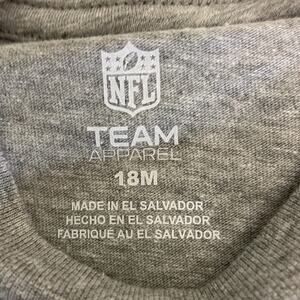 NFL
TEAM
APPAREL
18M
MADE IN EL SALVADOR
HECHO EN EL SALVADOR
FABRIQUÉ AU EL SALVADOR